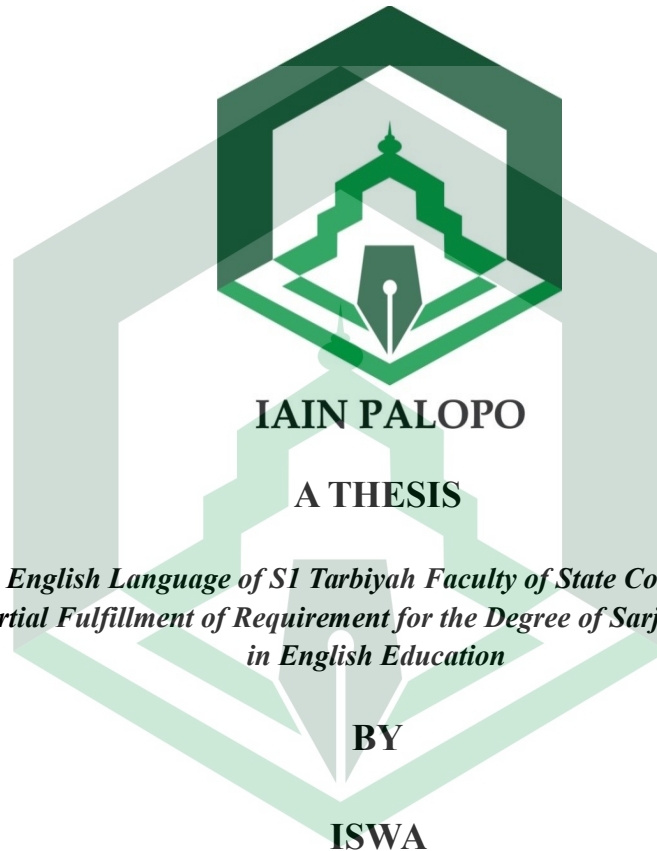 IAIN PALOPO
A THESIS
English Language of S1 Tarbiyah Faculty of State Co
rtial Fulfillment of Requirement for the Degree of Sarj
in English Education
BY
ISWA